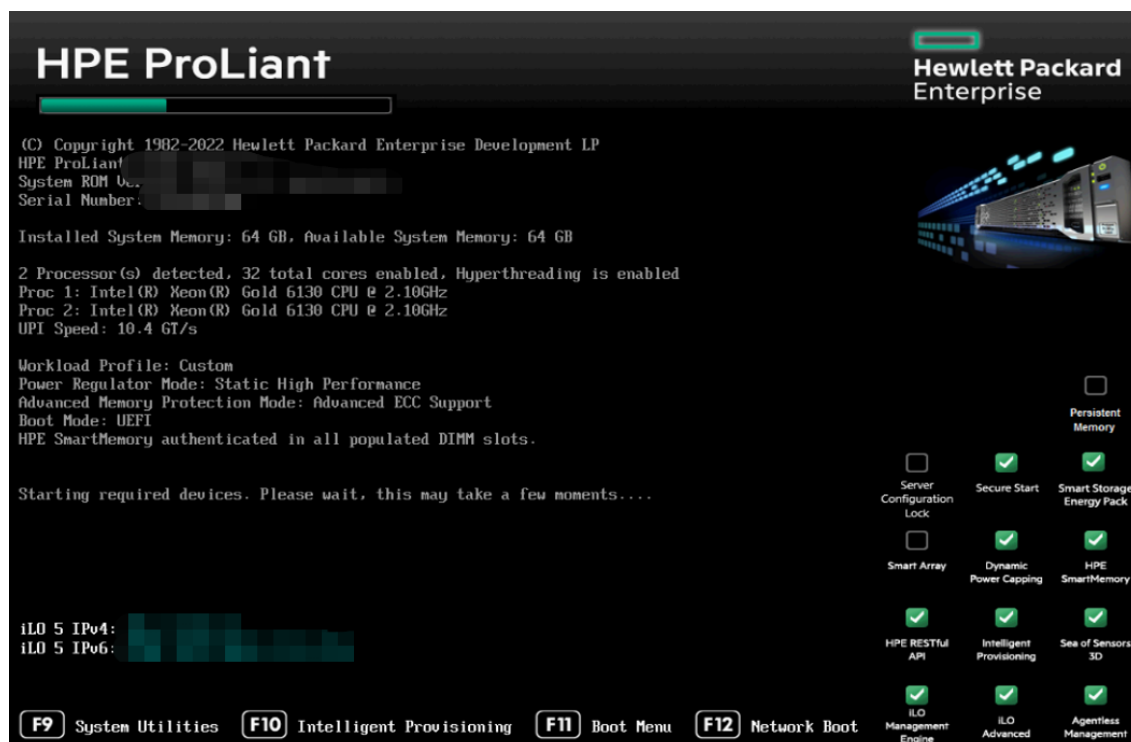 HPE ProLiant
Hewlett Packard
Enterprise
(C) Copyright 1982-2022 Hewlett Packard Enterprise Development LP
HPE ProLiant
System ROM
Serial Number:
Installed System Memory: 64 GB, Available System Memory: 64 GB
2 Processor(s) detected, 32 total cores enabled, Hyperthreading is enabled
Proc 1: Intel(R) Xeon(R) Gold 6130 CPU @ 2.10GHz
Proc 2: Intel(R) Xeon(R) Gold 6130 CPU @ 2.10GHz
UPI Speed: 10.4 GT/s
Workload Profile: Custom
Power Regulator Mode: Static High Performance
Advanced Memory Protection Mode: Advanced ECC Support
Boot Mode: UEFI
HPE SmartMemory authenticated in all populated DIMM slots.
Starting required devices. Please wait, this may take a few moments....
Persistent
Memory
Server
Configuration
Lock
Secure Start
Smart Storage
Energy Pack
Smart Array
Dynamic
Power Capping
HPE
SmartMemory
HPE RESTful
API
Intelligent
Provisioning
Sea of Sensors
3D
iLO
Management
Engine
iLO
Advanced
Agentless
Management
iLO 5 IPv4:
iLO 5 IPv6:
F9 System Utilities F10 Intelligent Provisioning F11 Boot Menu F12 Network Boot